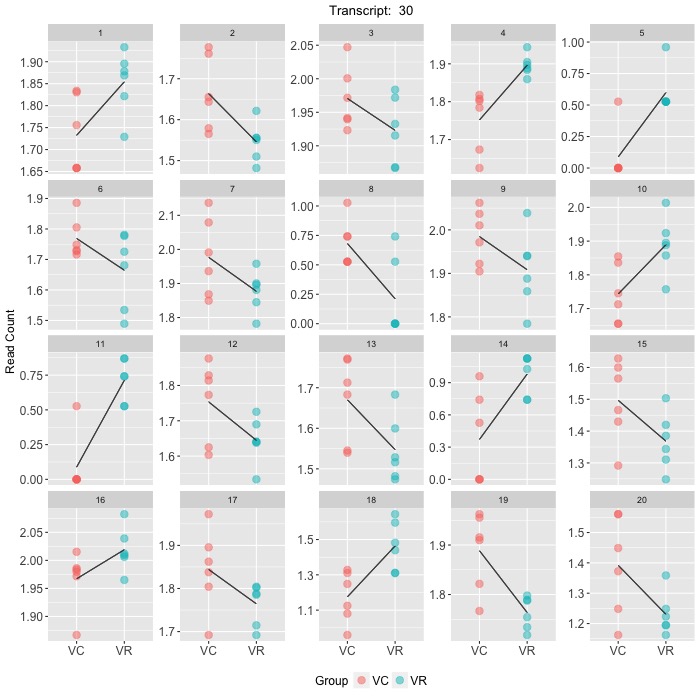 Transcript: 30
1 2 3 4 5
1.90 1.85 1.80 1.75 1.70 1.65
1.7 1.6 1.5
2.05 2.00 1.95 1.90
1.9 1.8 1.7
1.00 0.75 0.50 0.25 0.00
6 7 8 9 10
1.9 1.8 1.7 1.6 1.5
2.1 2.0 1.9 1.8
1.00 0.75 0.50 0.25 0.00
2.0 1.9 1.8
2.0 1.9 1.8 1.7
Read Count
11 12 13 14 15
0.75 0.50 0.25 0.00
1.8 1.7 1.6
1.7 1.6 1.5
0.9 0.6 0.3 0.0
1.6 1.5 1.4 1.3
16 17 18 19 20
2.05 2.00 1.95 1.90
1.9 1.8 1.7
1.5 1.3 1.1
1.9 1.8
1.5 1.4 1.3 1.2
VC VR VC VR VC VR VC VR VC VR
Group VC VR